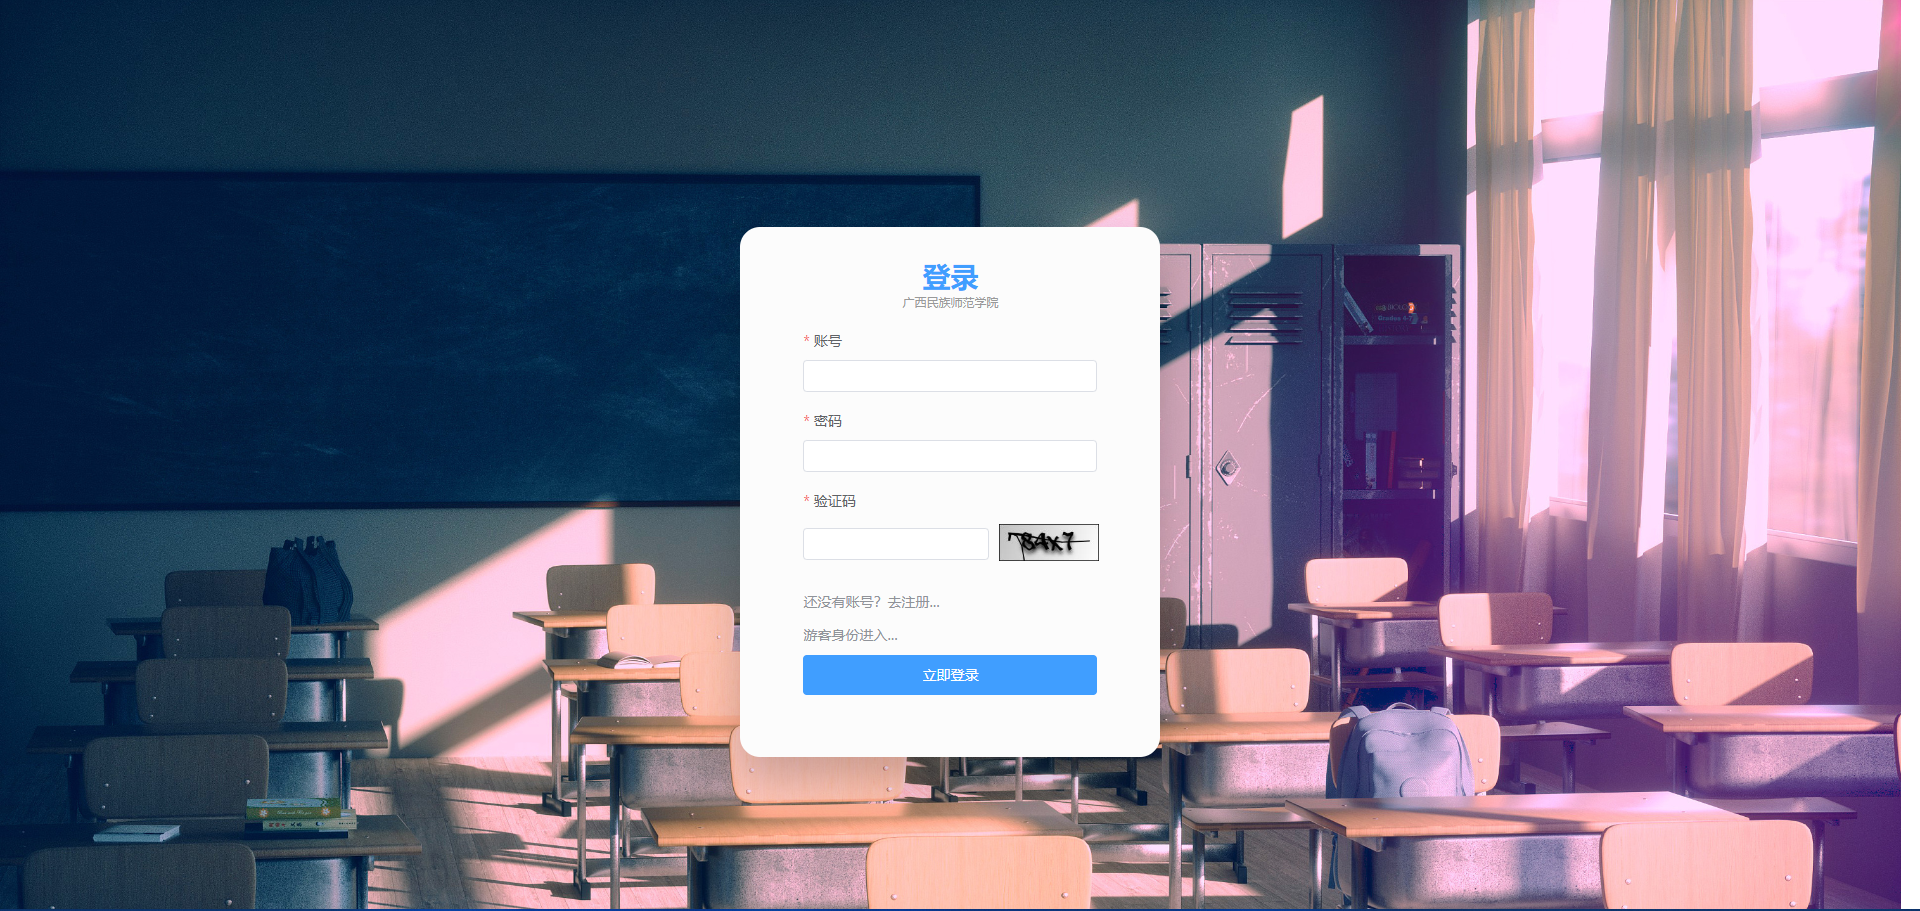 登录
广西民族师范学院
* 账号
* 密码
* 验证码
784x7
还没有账号？去注册...
游客身份进入...
立即登录